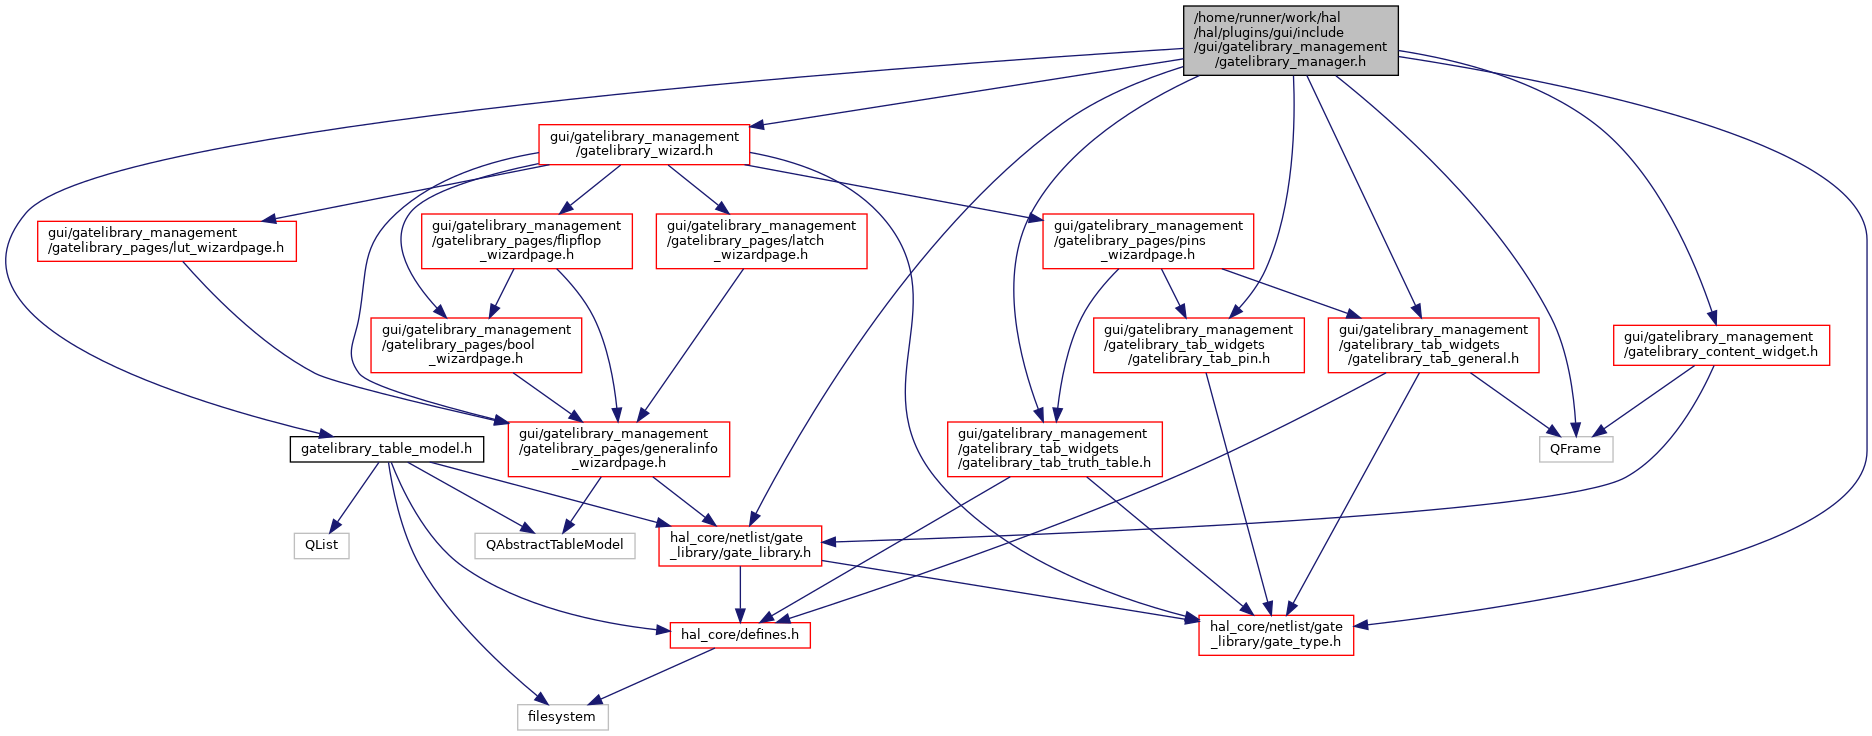 /home/runner/work/hal
/hal/plugins/gui/include
/gui/gatelibrary_management
/gatelibrary_manager.h
gui/gatelibrary_management
/gatelibrary_wizard.h
gui/gatelibrary_management
/gatelibrary_pages/lut_wizardpage.h
gui/gatelibrary_management
/gatelibrary_pages/flipflop
_wizardpage.h
gui/gatelibrary_management
/gatelibrary_pages/latch
_wizardpage.h
gui/gatelibrary_management
/gatelibrary_pages/pins
_wizardpage.h
gui/gatelibrary_management
/gatelibrary_pages/bool
_wizardpage.h
gui/gatelibrary_management
/gatelibrary_tab_widgets
/gatelibrary_tab_pin.h
gui/gatelibrary_management
/gatelibrary_tab_widgets
/gatelibrary_tab_general.h
gui/gatelibrary_management
/gatelibrary_content_widget.h
gatelibrary_table_model.h
gui/gatelibrary_management
/gatelibrary_pages/generalinfo
_wizardpage.h
gui/gatelibrary_management
/gatelibrary_tab_widgets
/gatelibrary_tab_truth_table.h
QFrame
QList
QAbstractTableModel
hal_core/netlist/gate
_library/gate_library.h
hal_core/defines.h
hal_core/netlist/gate
_library/gate_type.h
filesystem